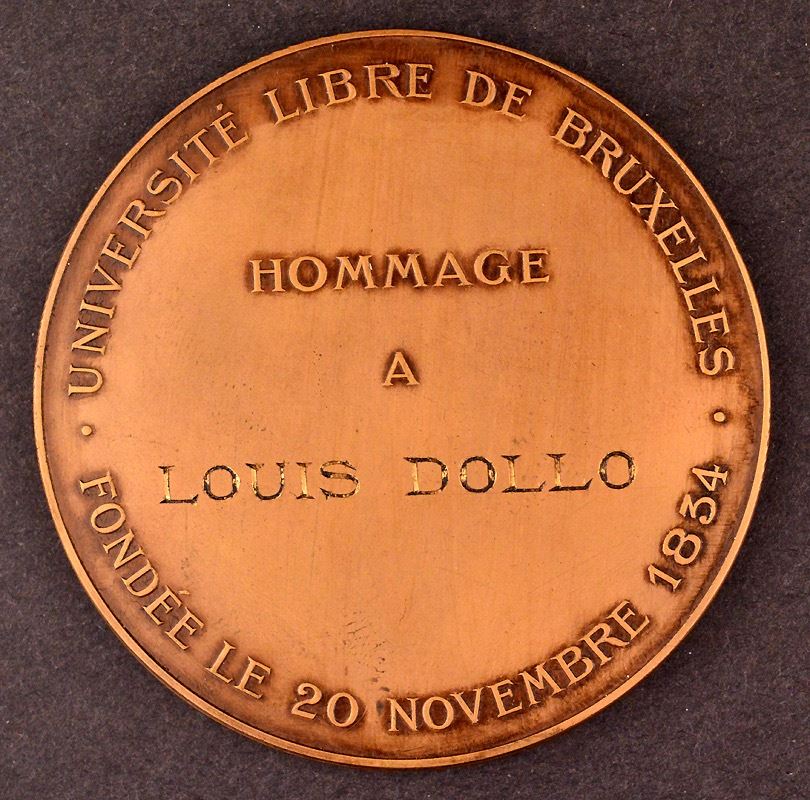 UNIVERSITÉ LIBRE DE BRUXELLES
HOMMAGE
A
LOUIS DOLLO
· FONDÉE LE 20 NOVEMBRE 1834 ·